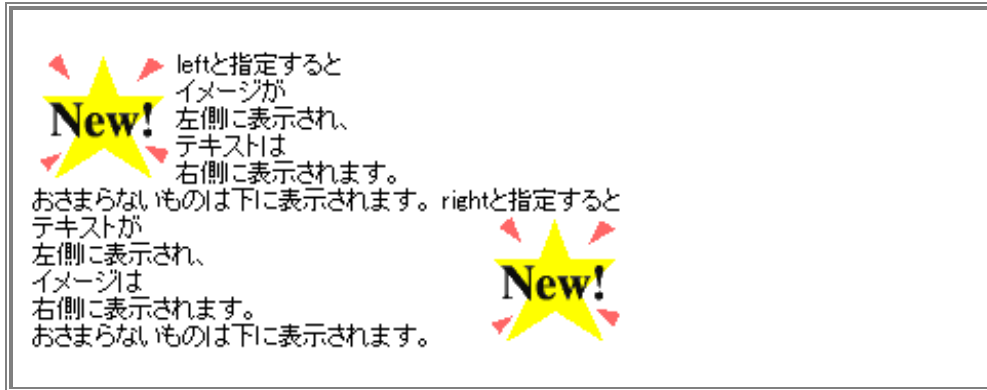 New!
leftと指定すると
イメージが
左側に表示され、
テキストは
右側に表示されます。
おさまらないものは下に表示されます。rightと指定すると
テキストが
左側に表示され、
イメージは
右側に表示されます。
おさまらないものは下に表示されます。
New!